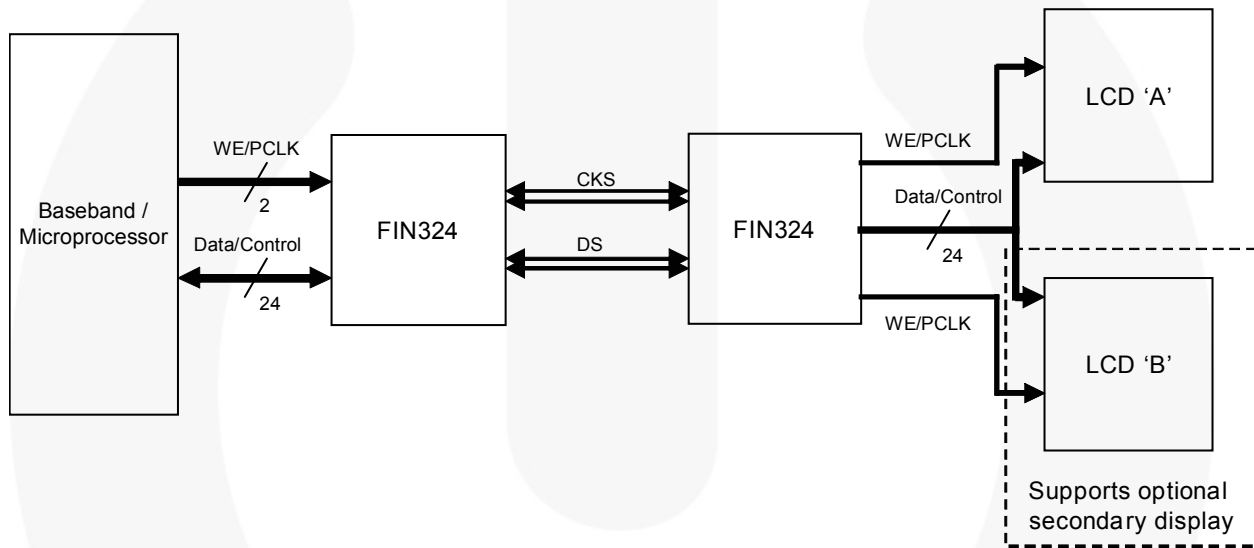 Baseband /
Microprocessor
WE/PCLK
2
Data/Control
24
FIN324
CKS
DS
FIN324
WE/PCLK
Data/Control
24
WE/PCLK
LCD ‘A’
LCD ‘B’
Supports optional
secondary display